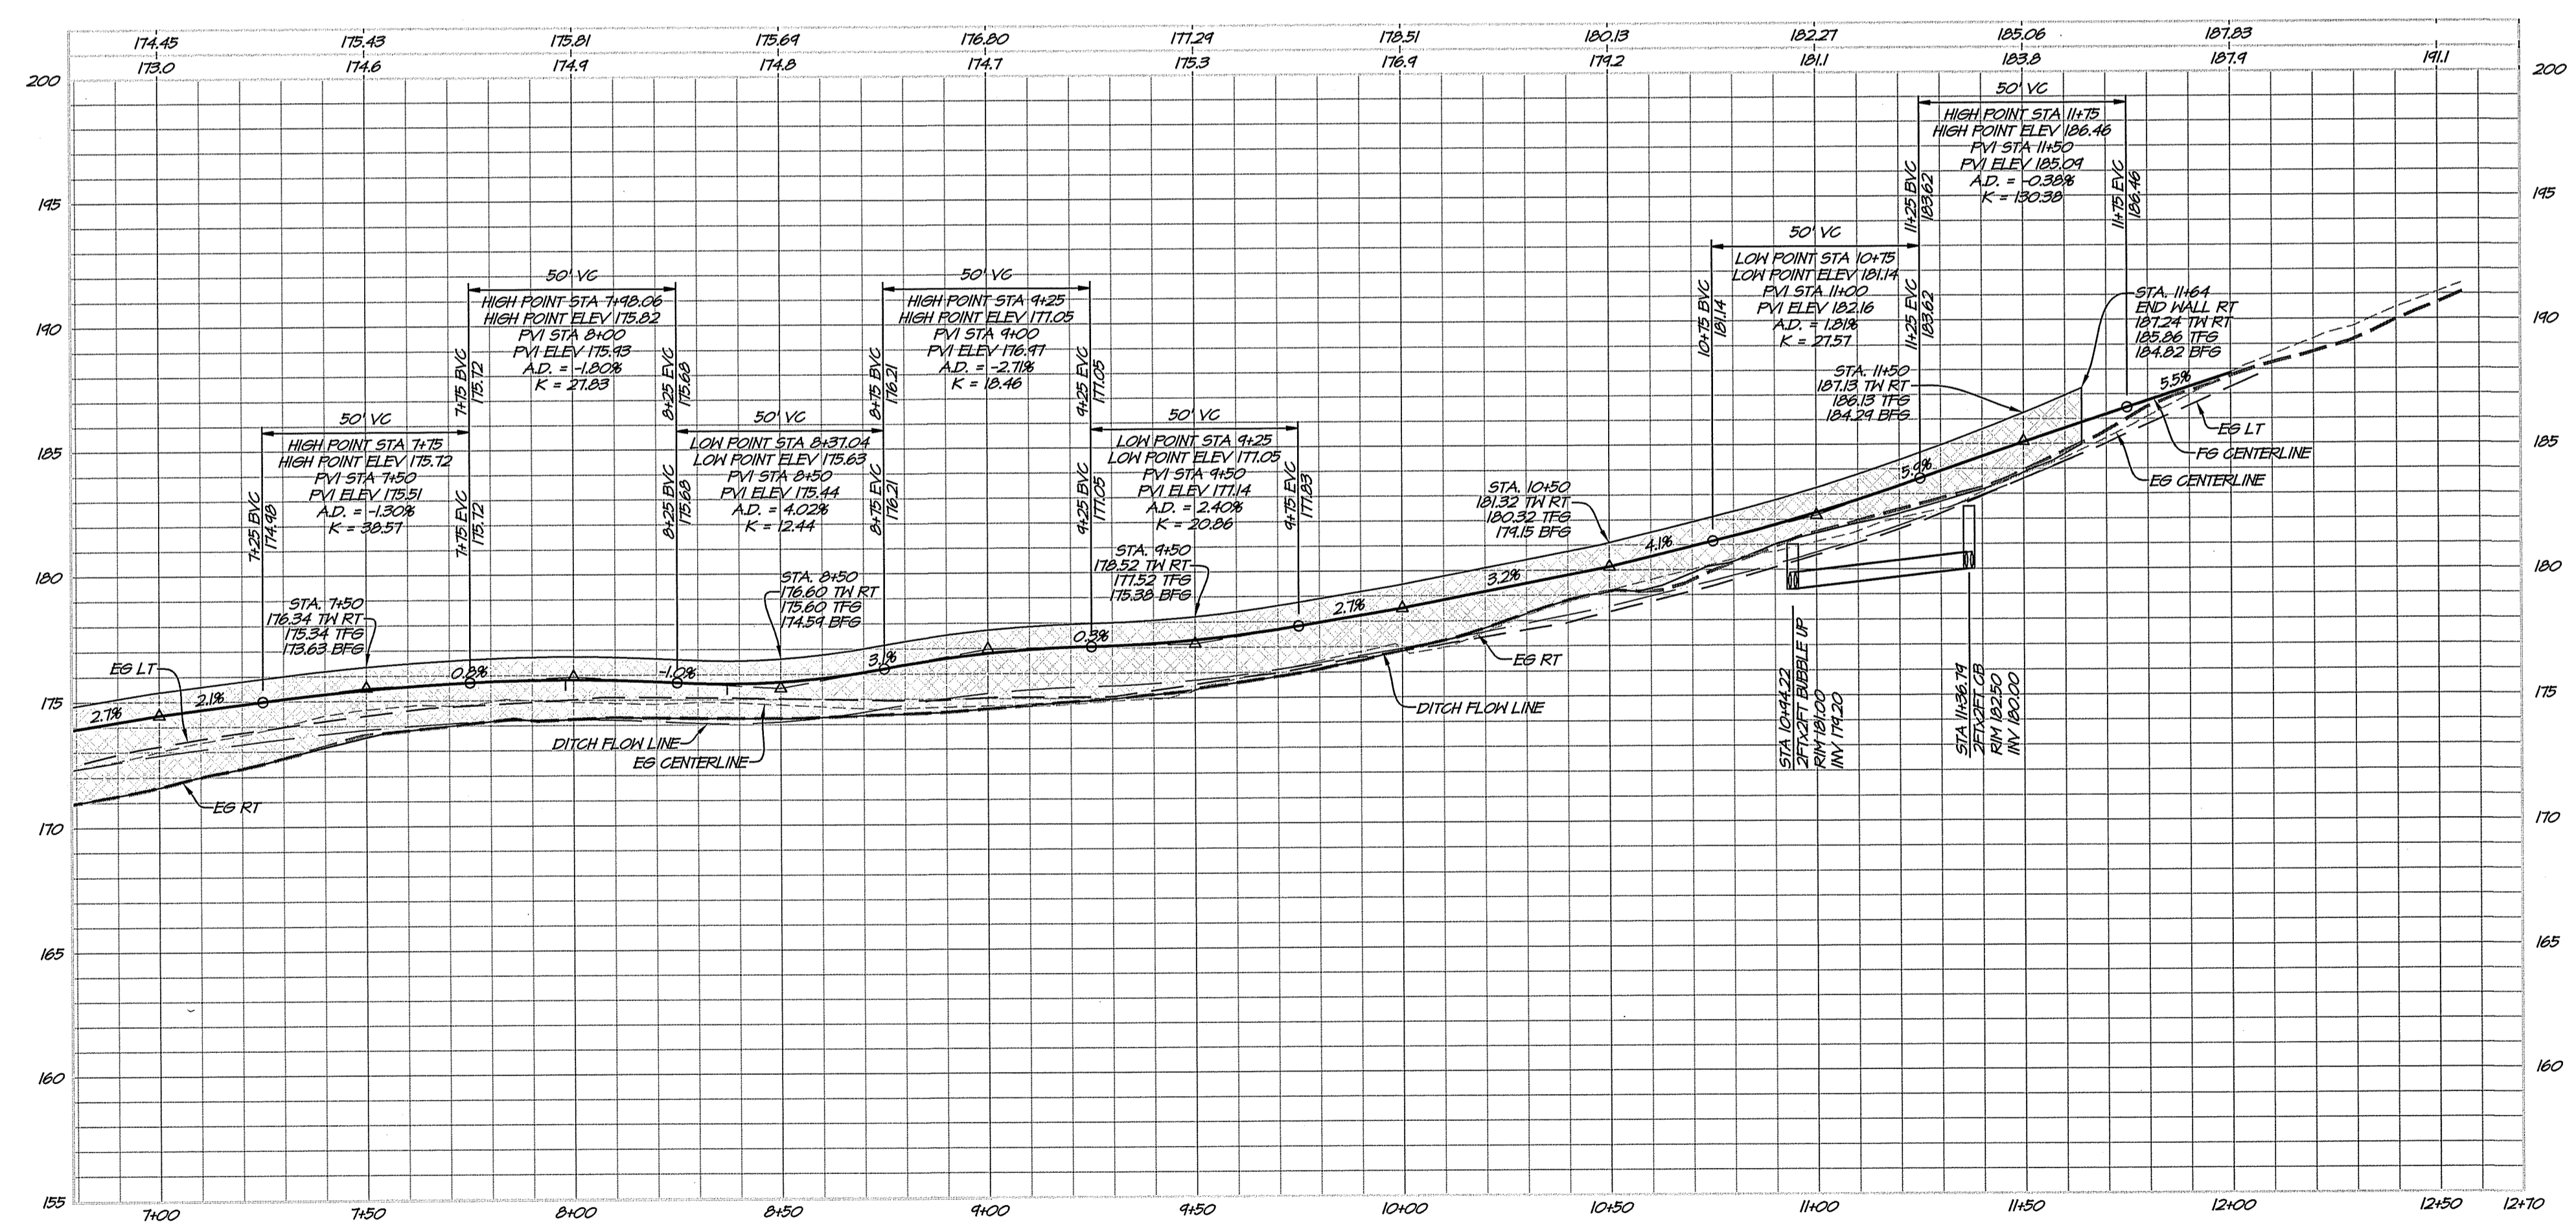 174.45 175.43 175.81 175.69 176.80 177.29 178.51 180.13 182.27 185.06 187.83
173.0 174.6 174.9 174.8 174.7 175.3 176.9 179.2 181.1 183.8 187.9 191.1
200
195
190
185
180
175
170
165
160
155
200
195
190
185
180
175
170
165
160
50' VC
HIGH POINT STA 7+75
HIGH POINT ELEV 175.72
PVI STA 7+50
PVI ELEV 175.51
A.D. = -1.30%
K = 38.57
7+25 BVC
174.98
7+75 EVC
175.72
50' VC
HIGH POINT STA 7+98.06
HIGH POINT ELEV 175.82
PVI STA 8+00
PVI ELEV 175.93
A.D. = -1.80%
K = 27.83
7+75 BVC
175.72
8+25 EVC
175.68
50' VC
LOW POINT STA 8+37.04
LOW POINT ELEV 175.63
PVI STA 8+50
PVI ELEV 175.44
A.D. = 4.02%
K = 12.44
8+25 BVC
175.68
8+75 EVC
176.21
50' VC
HIGH POINT STA 9+25
HIGH POINT ELEV 177.05
PVI STA 9+00
PVI ELEV 176.97
A.D. = -2.71%
K = 18.46
8+75 BVC
176.21
9+25 EVC
177.05
50' VC
LOW POINT STA 9+25
LOW POINT ELEV 177.05
PVI STA 9+50
PVI ELEV 177.14
A.D. = 2.40%
K = 20.86
9+25 BVC
177.05
9+75 EVC
177.83
50' VC
LOW POINT STA 10+75
LOW POINT ELEV 181.14
PVI STA 11+00
PVI ELEV 182.16
A.D. = 1.81%
K = 27.57
10+75 BVC
181.14
11+25 EVC
183.62
50' VC
HIGH POINT STA 11+75
HIGH POINT ELEV 186.46
PVI STA 11+50
PVI ELEV 185.09
A.D. = -0.38%
K = 130.38
11+25 BVC
183.62
11+75 EVC
186.46
STA. 7+50
176.34 TW RT
175.34 TFG
173.63 BFG
STA. 8+50
176.60 TW RT
175.60 TFG
174.59 BFG
STA. 9+50
178.52 TW RT
177.52 TFG
175.38 BFG
STA. 10+50
181.32 TW RT
180.32 TFG
179.15 BFG
STA. 11+50
187.13 TW RT
186.13 TFG
184.29 BFG
STA. 11+64
END WALL RT
187.24 TW RT
185.86 TFG
184.82 BFG
2.7%
2.1%
0.8%
-1.0%
3.1%
0.3%
2.7%
3.2%
4.1%
5.9%
5.5%
EG LT
EG RT
DITCH FLOW LINE
EG CENTERLINE
DITCH FLOW LINE
EG RT
EG LT
FG CENTERLINE
EG CENTERLINE
STA 10+94.22
2FTX2FT BUBBLE UP
RIM 181.00
INV 179.20
STA 11+36.79
2FTX2FT CB
RIM 182.50
INV 180.00
7+00 7+50 8+00 8+50 9+00 9+50 10+00 10+50 11+00 11+50 12+00 12+50 12+70